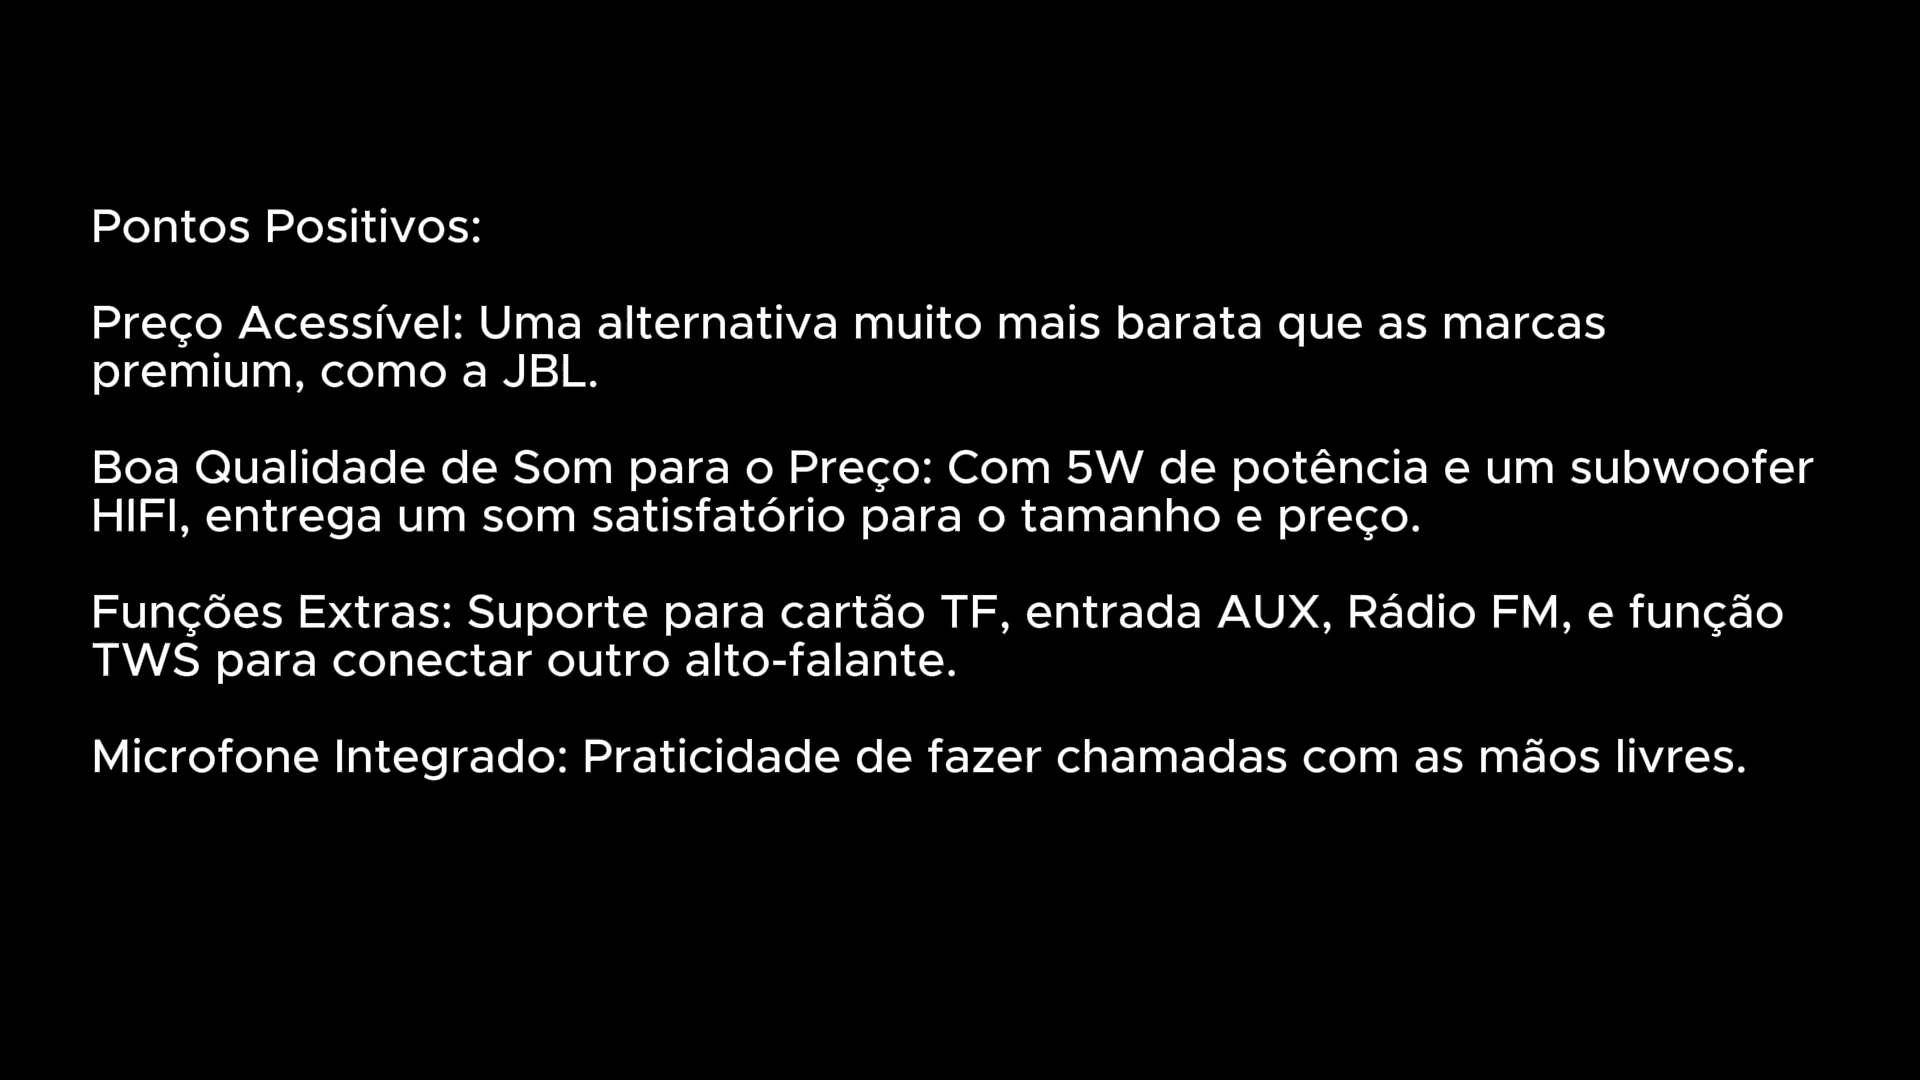 Pontos Positivos:
Preço Acessível: Uma alternativa muito mais barata que as marcas
premium, como a JBL.
Boa Qualidade de Som para o Preço: Com 5W de potência e um subwoofer
HIFI, entrega um som satisfatório para o tamanho e preço.
Funções Extras: Suporte para cartão TF, entrada AUX, Rádio FM, e função
TWS para conectar outro alto-falante.
Microfone Integrado: Praticidade de fazer chamadas com as mãos livres.